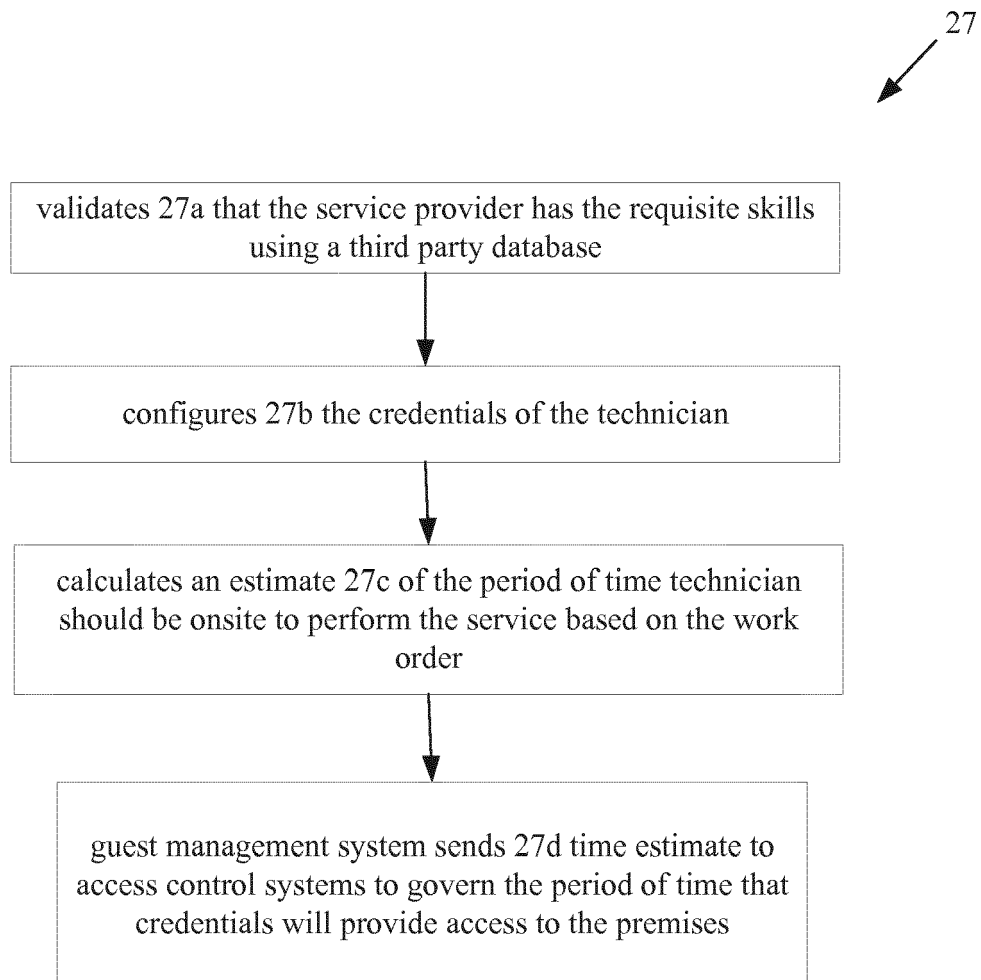 27
validates 27a that the service provider has the requisite skills
using a third party database
configures 27b the credentials of the technician
calculates an estimate 27c of the period of time technician
should be onsite to perform the service based on the work
order
guest management system sends 27d time estimate to
access control systems to govern the period of time that
credentials will provide access to the premises